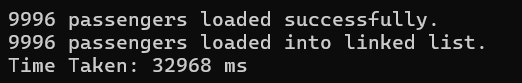 9996 passengers loaded successfully.
9996 passengers loaded into linked list.
Time Taken: 32968 ms